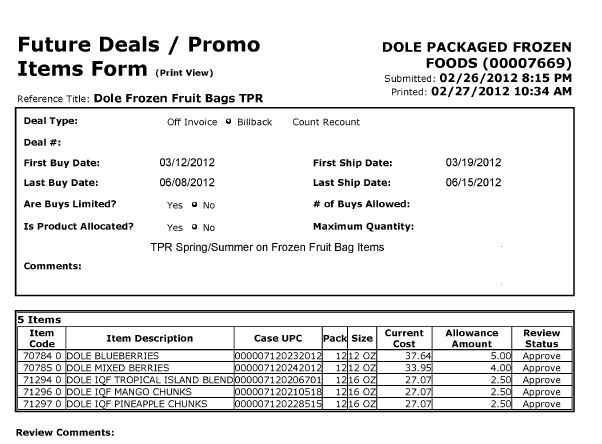 Future Deals / Promo
Items Form (Print View)
DOLE PACKAGED FROZEN
FOODS (00007669)
Submitted: 02/26/2012 8:15 PM
Printed: 02/27/2012 10:34 AM
Reference Title: Dole Frozen Fruit Bags TPR
Deal Type: Off Invoice Billback Count Recount
Deal #:
First Buy Date: 03/12/2012 First Ship Date: 03/19/2012
Last Buy Date: 06/08/2012 Last Ship Date: 06/15/2012
Are Buys Limited? Yes No # of Buys Allowed:
Is Product Allocated? Yes No Maximum Quantity:
TPR Spring/Summer on Frozen Fruit Bag Items
Comments:
5 Items
Item Code Item Description Case UPC Pack Size Current Cost Allowance Amount Review Status
70784 0 DOLE BLUEBERRIES 000007120232012 12 12 OZ 37.64 5.00 Approve
70785 0 DOLE MIXED BERRIES 000007120242012 12 12 OZ 33.95 4.00 Approve
71294 0 DOLE IQF TROPICAL ISLAND BLEND 000007120206701 12 16 OZ 27.07 2.50 Approve
71296 0 DOLE IQF MANGO CHUNKS 000007120210518 12 16 OZ 27.07 2.50 Approve
71297 0 DOLE IQF PINEAPPLE CHUNKS 000007120228515 12 16 OZ 27.07 2.50 Approve
Review Comments: